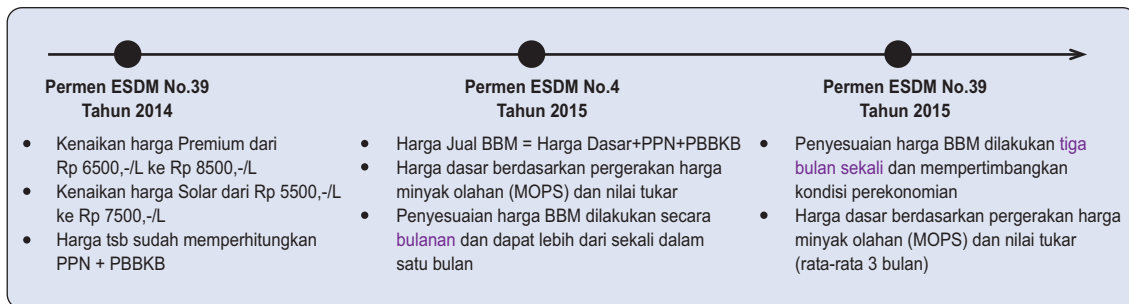 Permen ESDM No.39
Tahun 2014
• Kenaikan harga Premium dari
Rp 6500,-/L ke Rp 8500,-/L
• Kenaikan harga Solar dari Rp 5500,-/L
ke Rp 7500,-/L
• Harga tsb sudah memperhitungkan
PPN + PBBKB
Permen ESDM No.4
Tahun 2015
• Harga Jual BBM = Harga Dasar+PPN+PBBKB
• Harga dasar berdasarkan pergerakan harga
minyak olahan (MOPS) dan nilai tukar
• Penyesuaian harga BBM dilakukan secara
bulanan dan dapat lebih dari sekali dalam
satu bulan
Permen ESDM No.39
Tahun 2015
• Penyesuaian harga BBM dilakukan tiga
bulan sekali dan mempertimbangkan
kondisi perekonomian
• Harga dasar berdasarkan pergerakan harga
minyak olahan (MOPS) dan nilai tukar
(rata-rata 3 bulan)